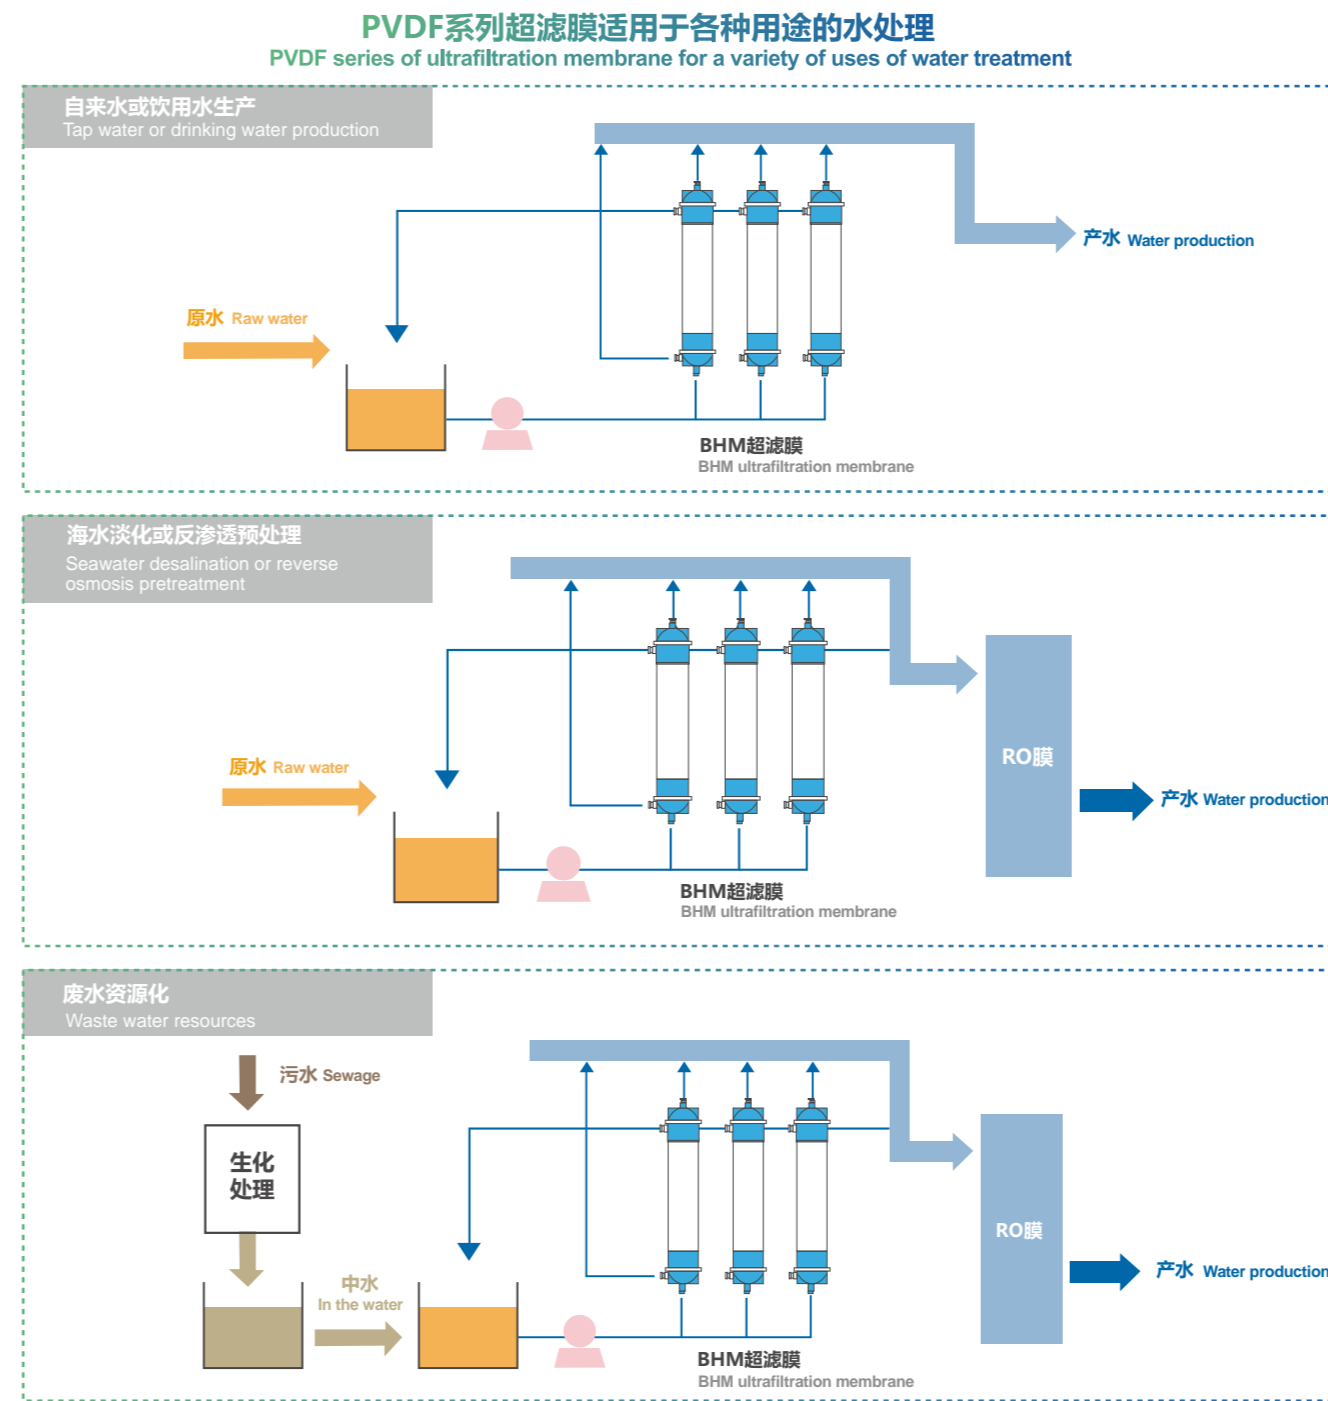 PVDF系列超滤膜适用于各种用途的水处理
PVDF series of ultrafiltration membrane for a variety of uses of water treatment
自来水或饮用水生产
Tap water or drinking water production
产水 Water production
原水 Raw water
BHM超滤膜
BHM ultrafiltration membrane
海水淡化或反渗透预处理
Seawater desalination or reverse
osmosis pretreatment
RO膜
原水 Raw water
产水 Water production
BHM超滤膜
BHM ultrafiltration membrane
废水资源化
Waste water resources
污水 Sewage
生化
处理
RO膜
中水
In the water
产水 Water production
BHM超滤膜
BHM ultrafiltration membrane